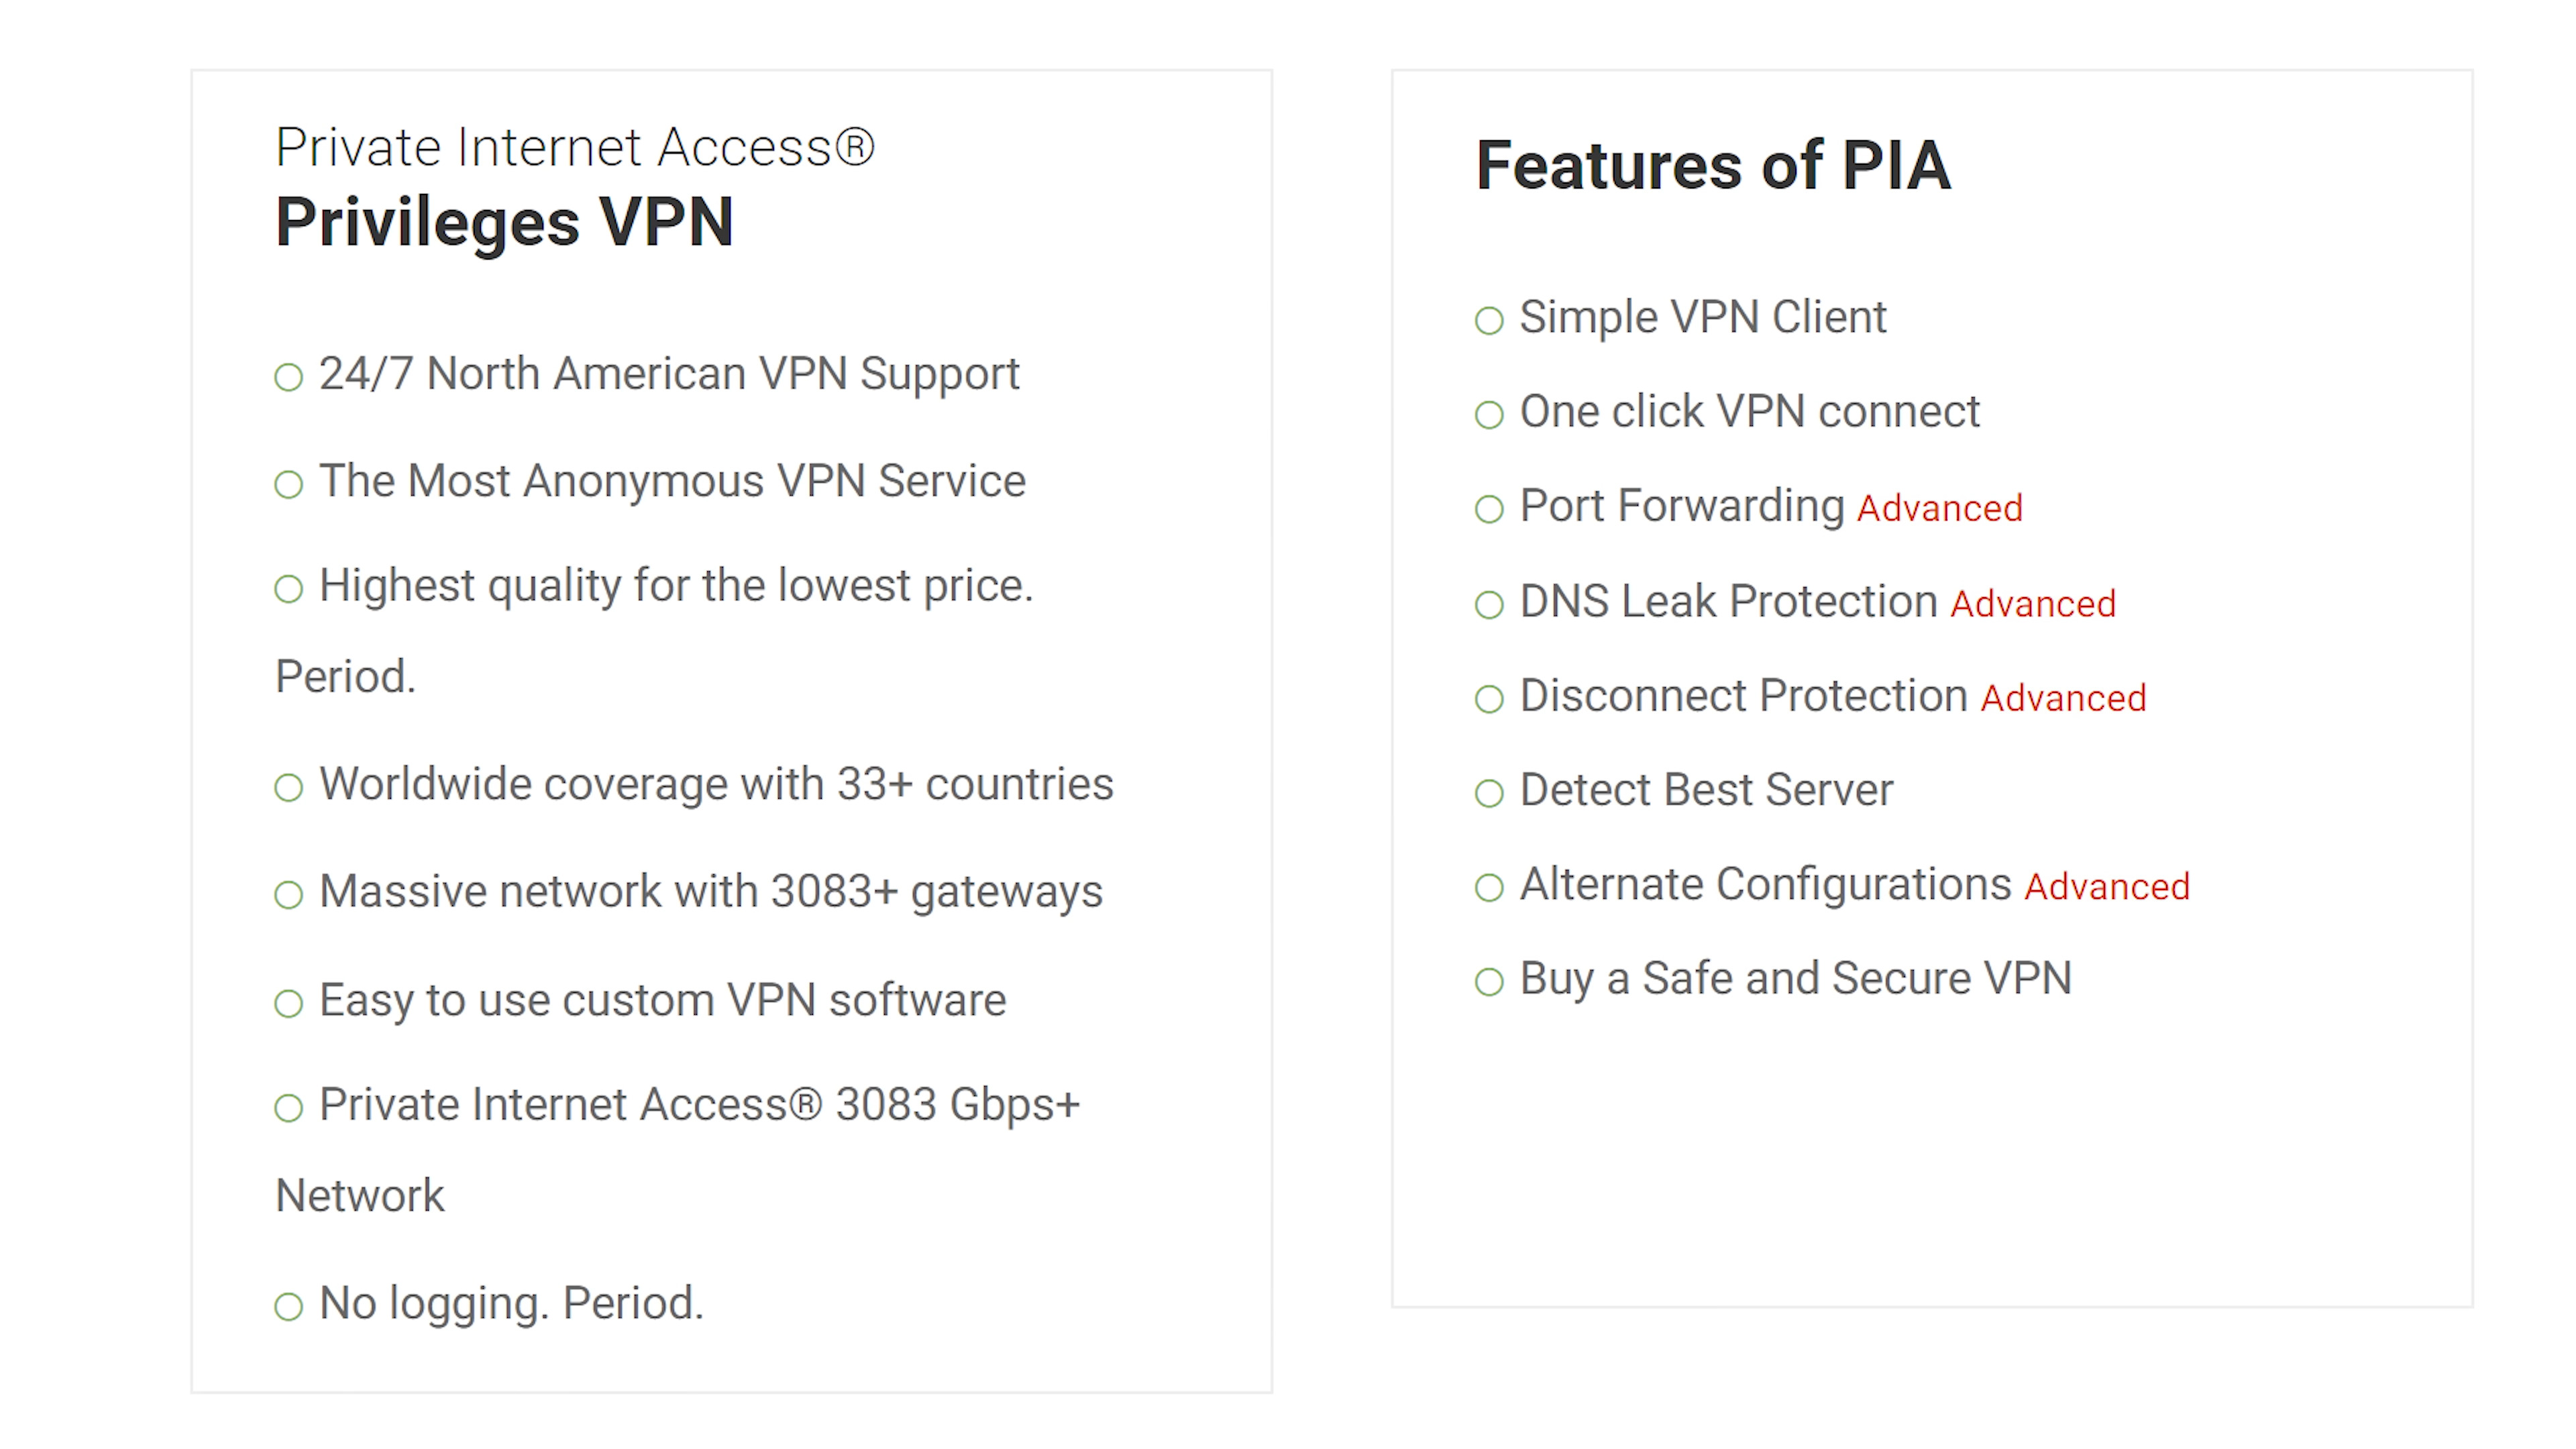 Private Internet Access®
Privileges VPN
24/7 North American VPN Support
The Most Anonymous VPN Service
Highest quality for the lowest price.
Period.
Worldwide coverage with 33+ countries
Massive network with 3083+ gateways
Easy to use custom VPN software
Private Internet Access® 3083 Gbps+
Network
No logging. Period.
Features of PIA
Simple VPN Client
One click VPN connect
Port Forwarding Advanced
DNS Leak Protection Advanced
Disconnect Protection Advanced
Detect Best Server
Alternate Configurations Advanced
Buy a Safe and Secure VPN